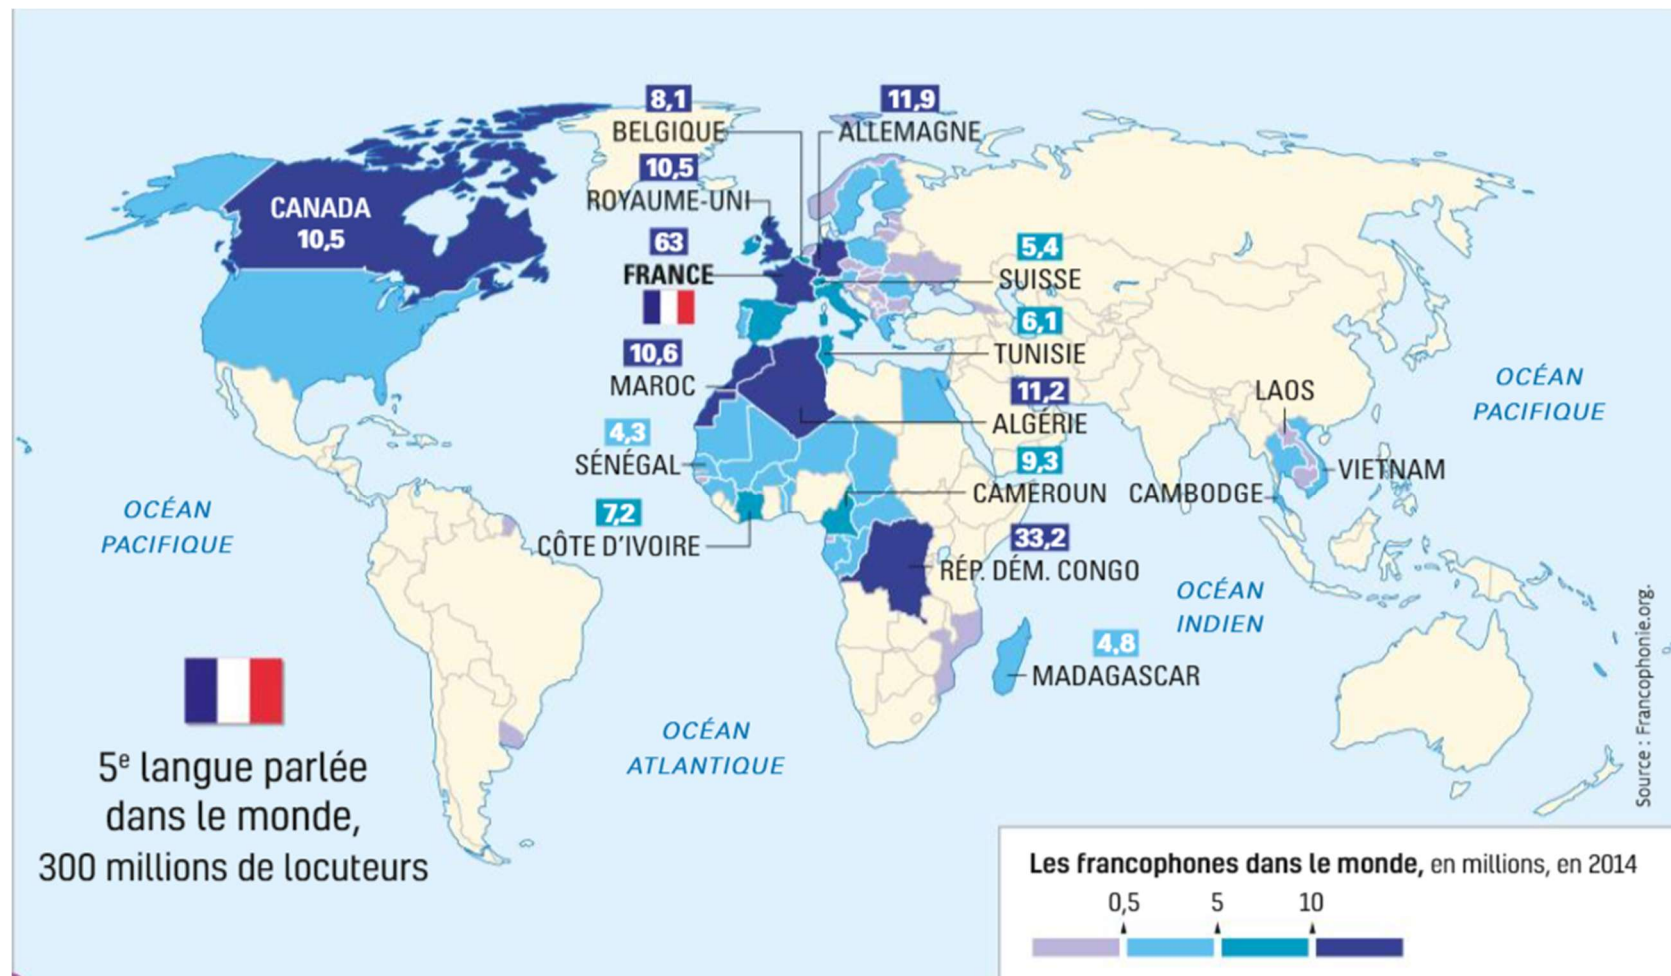 8,1
BELGIQUE
11,9
ALLEMAGNE
10,5
ROYAUME-UNI
CANADA
10,5
63
FRANCE
5,4
SUISSE
6,1
TUNISIE
10,6
MAROC
11,2
ALGÉRIE
LAOS
OCÉAN
PACIFIQUE
4,3
SÉNÉGAL
9,3
CAMEROUN
CAMBODGE
VIETNAM
OCÉAN
PACIFIQUE
7,2
CÔTE D'IVOIRE
33,2
RÉP. DÉM. CONGO
OCÉAN
INDIEN
4,8
MADAGASCAR
OCÉAN
ATLANTIQUE
5e langue parlée
dans le monde,
300 millions de locuteurs
Source : Francophonie.org.
Les francophones dans le monde, en millions, en 2014
0,5 5 10